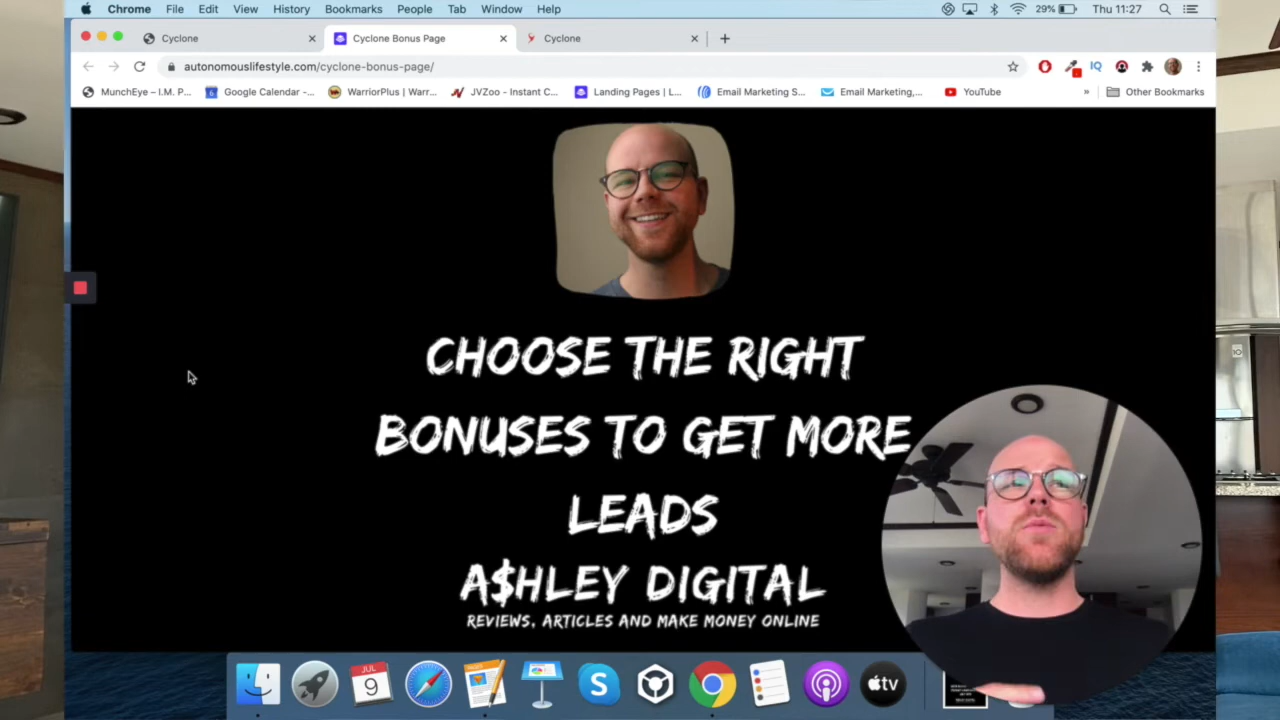 Chrome File Edit View History Bookmarks People Tab Window Help 29% Thu 11:27
Cyclone Cyclone Bonus Page Cyclone
autonomouslifestyle.com/cyclone-bonus-page/ IQ
MunchEye – I.M. P... Google Calendar -... WarriorPlus | Warr... JVZoo - Instant C... Landing Pages | L... Email Marketing S... Email Marketing,... YouTube » Other Bookmarks
CHOOSE THE RIGHT
BONUSES TO GET MORE
LEADS
A$HLEY DIGITAL
REVIEWS, ARTICLES AND MAKE MONEY ONLINE
JUL
9
PAGES
S
tv